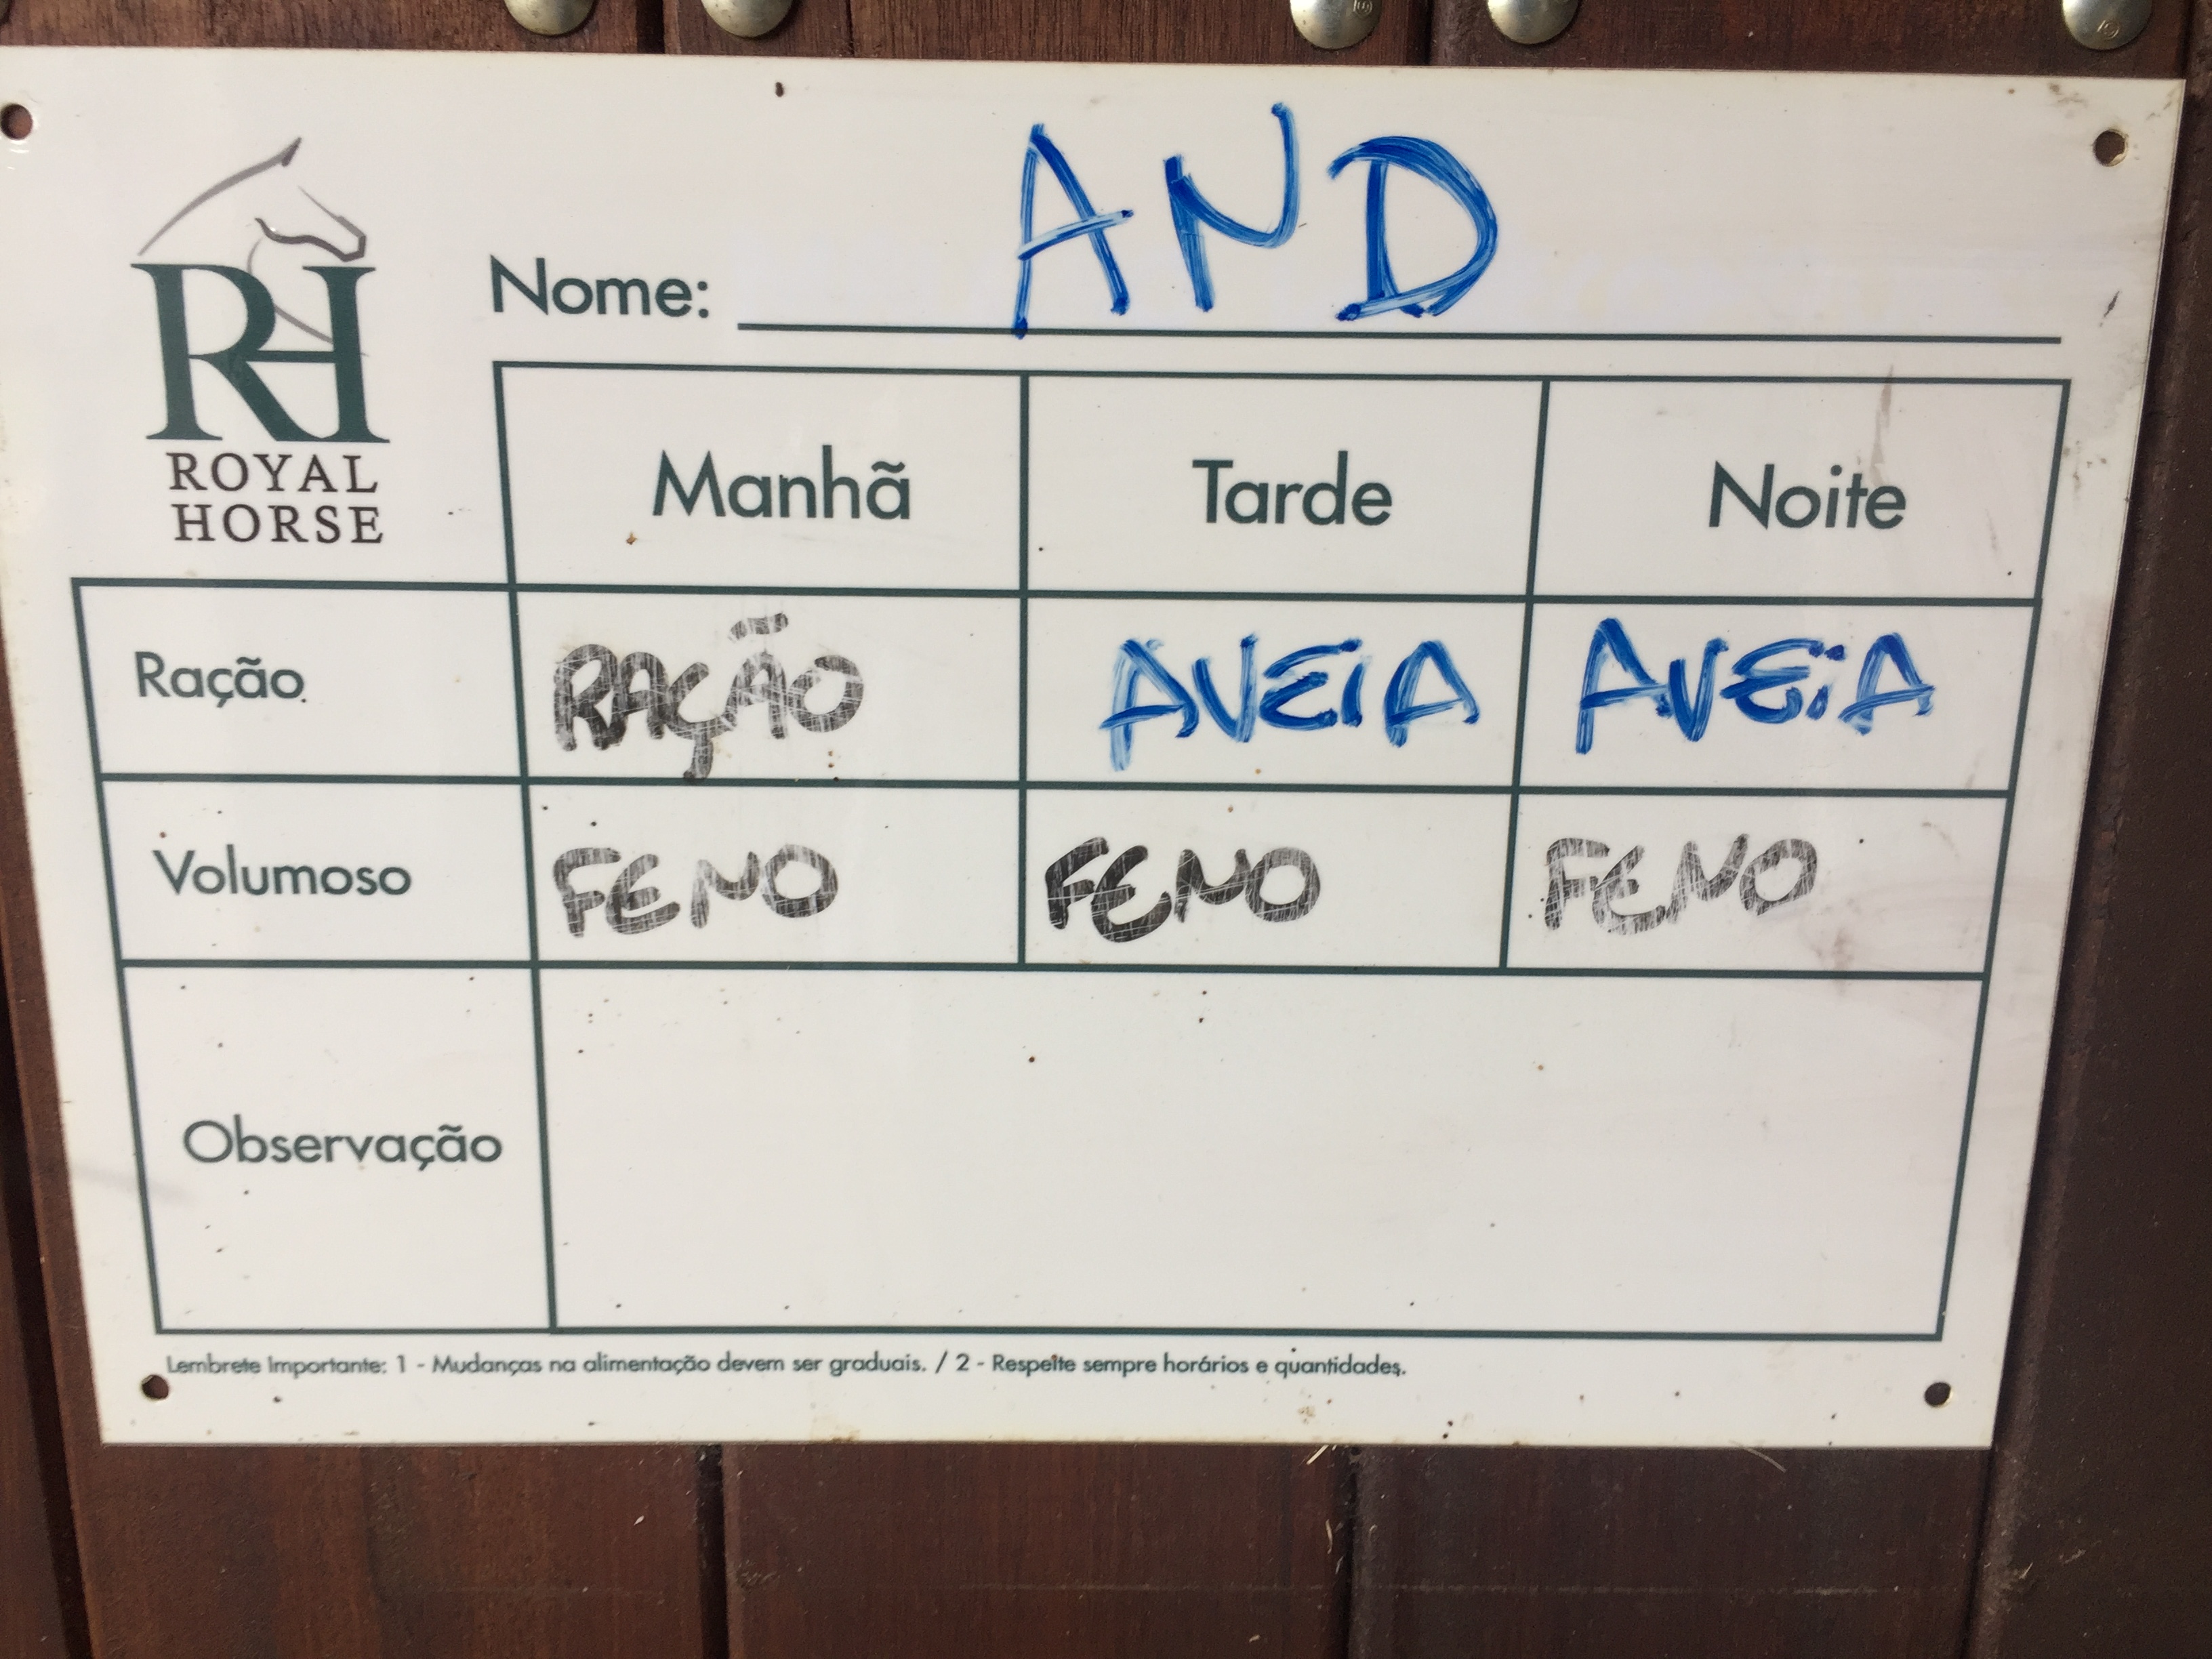 Nome: AND
ROYAL
HORSE
Manhã Tarde Noite
Ração RAÇÃO AVEIA AVEIA
Volumoso FENO FENO FENO
Observação
Lembrete Importante: 1 - Mudanças na alimentação devem ser graduais. / 2 - Respeite sempre horários e quantidades.